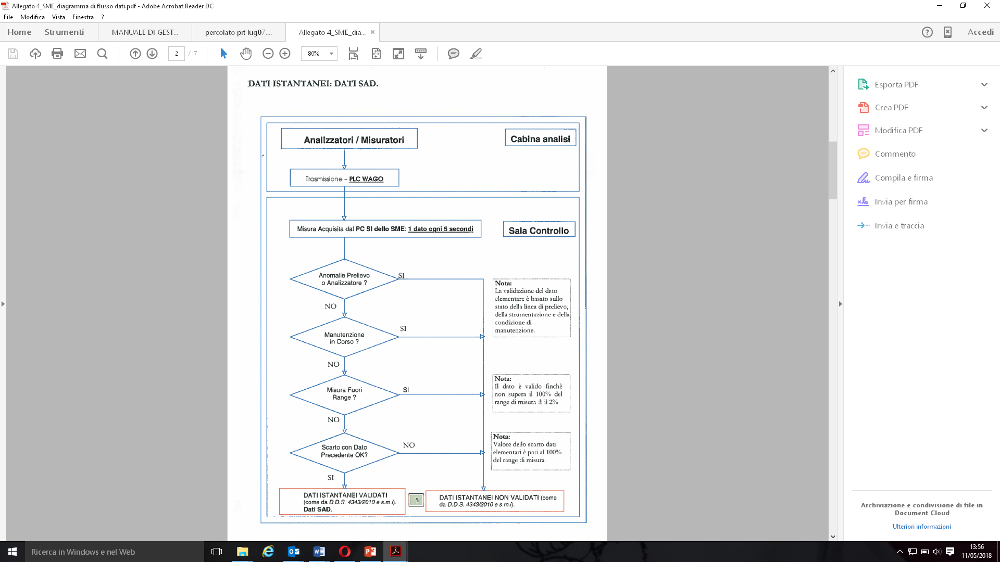 Allegato 4_SME_diagramma di flusso dati.pdf - Adobe Acrobat Reader DC
File Modifica Vista Finestra ?
Home Strumenti MANUALE DI GEST... percolato pit lug07.... Allegato 4_SME_dia... × Accedi
2 / 7 80%
DATI ISTANTANEI: DATI SAD.
Analizzatori / Misuratori
Cabina analisi
Trasmissione – PLC WAGO
Misura Acquisita dal PC SI dello SME: 1 dato ogni 5 secondi
Sala Controllo
Anomalie Prelievo
o Analizzatore ?
SI
NO
Nota:
La validazione del dato
elementare è basato sullo
stato della linea di prelievo,
della strumentazione e della
condizione di
manutenzione.
Manutenzione
in Corso ?
SI
NO
Misura Fuori
Range ?
SI
NO
Nota:
Il dato è valido finchè
non supera il 100% del
range di misura ± il 2%
Scarto con Dato
Precedente OK?
NO
SI
Nota:
Valore dello scarto dati
elementari è pari al 100%
del range di misura.
DATI ISTANTANEI VALIDATI
(come da D.D.S. 4343/2010 e s.m.i).
Dati SAD.
1
DATI ISTANTANEI NON VALIDATI (come
da D.D.S. 4343/2010 e s.m.i).
Esporta PDF
Crea PDF
Modifica PDF
Commento
Compila e firma
Invia per firma
Invia e traccia
Archiviazione e condivisione di file in
Document Cloud
Ulteriori informazioni
Ricerca in Windows e nel Web
13:56
11/05/2018